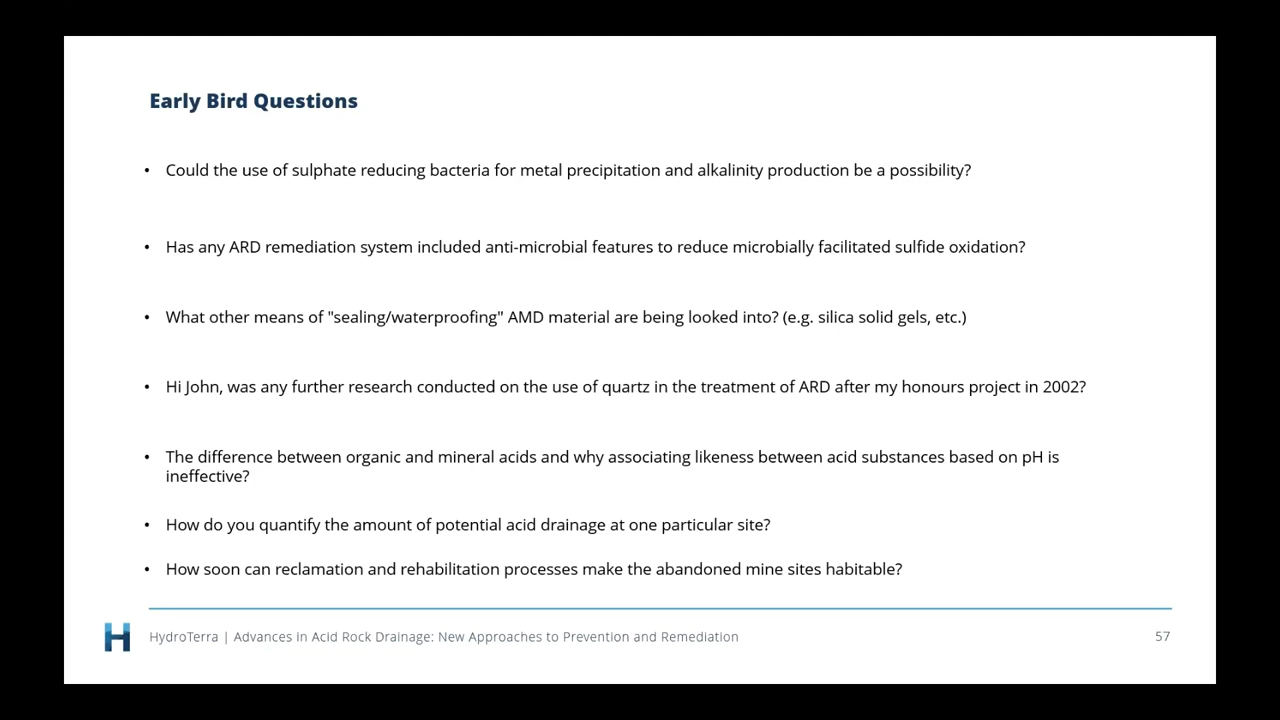 Early Bird Questions
• Could the use of sulphate reducing bacteria for metal precipitation and alkalinity production be a possibility?
• Has any ARD remediation system included anti-microbial features to reduce microbially facilitated sulfide oxidation?
• What other means of "sealing/waterproofing" AMD material are being looked into? (e.g. silica solid gels, etc.)
• Hi John, was any further research conducted on the use of quartz in the treatment of ARD after my honours project in 2002?
• The difference between organic and mineral acids and why associating likeness between acid substances based on pH is
ineffective?
• How do you quantify the amount of potential acid drainage at one particular site?
• How soon can reclamation and rehabilitation processes make the abandoned mine sites habitable?
HydroTerra | Advances in Acid Rock Drainage: New Approaches to Prevention and Remediation 57